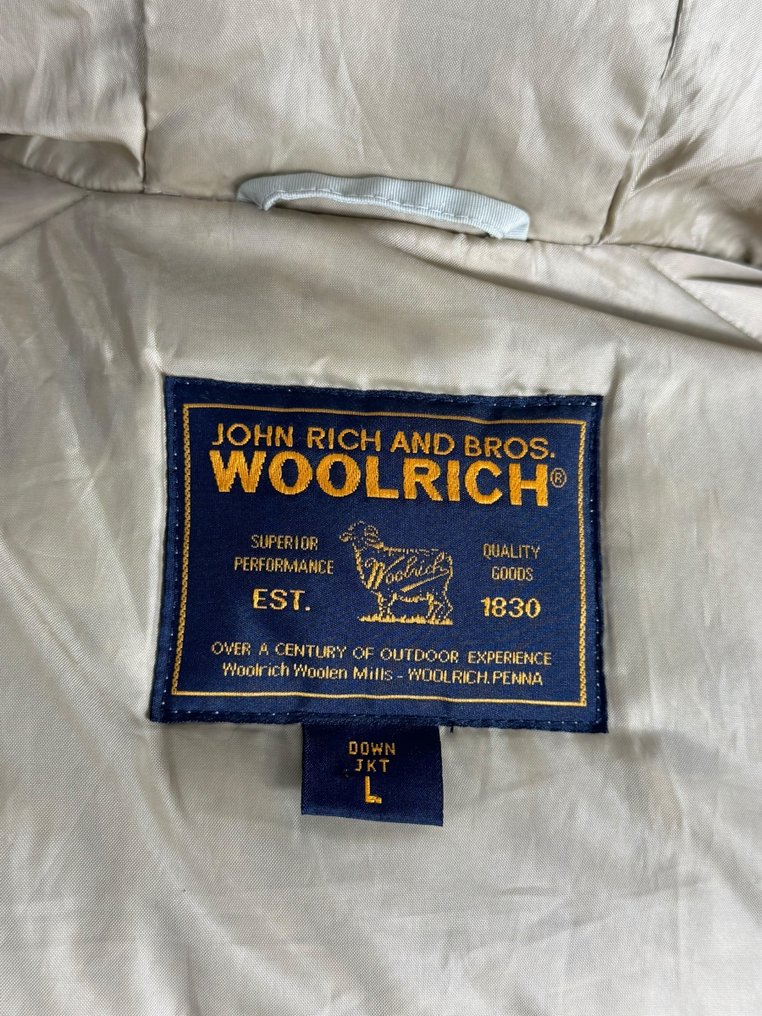 JOHN RICH AND BROS.
WOOLRICH®
SUPERIOR
PERFORMANCE
EST.
Woolrich
QUALITY
GOODS
1830
OVER A CENTURY OF OUTDOOR EXPERIENCE
Woolrich Woolen Mills - WOOLRICH, PENNA
DOWN
JKT
L